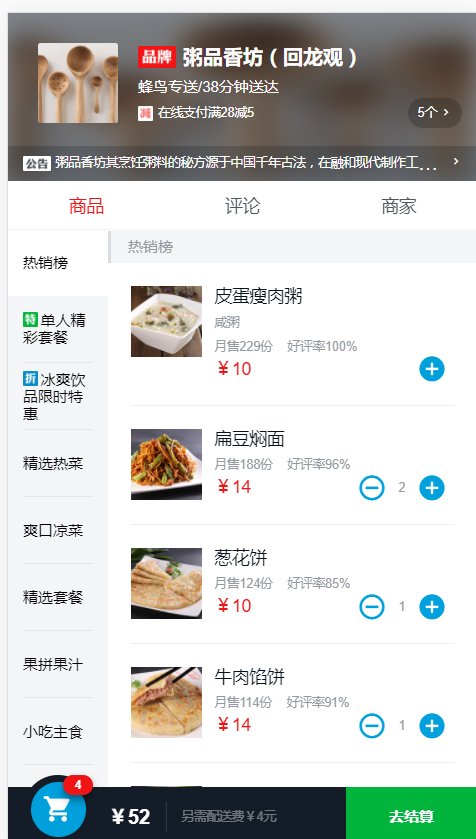 品牌 粥品香坊（回龙观）
蜂鸟专送/38分钟送达
减 在线支付满28减5
5个 >
公告 粥品香坊其烹饪粥料的秘方源于中国千年古法，在融和现代制作工... >
商品 评论 商家
热销榜
特 单人精
彩套餐
折 冰爽饮
品限时特
惠
精选热菜
爽口凉菜
精选套餐
果拼果汁
小吃主食
热销榜
皮蛋瘦肉粥
咸粥
月售229份 好评率100%
￥10
扁豆焖面
月售188份 好评率96%
￥14
2
葱花饼
月售124份 好评率85%
￥10
1
牛肉馅饼
月售114份 好评率91%
￥14
1
4
￥52 另需配送费￥4元 去结算